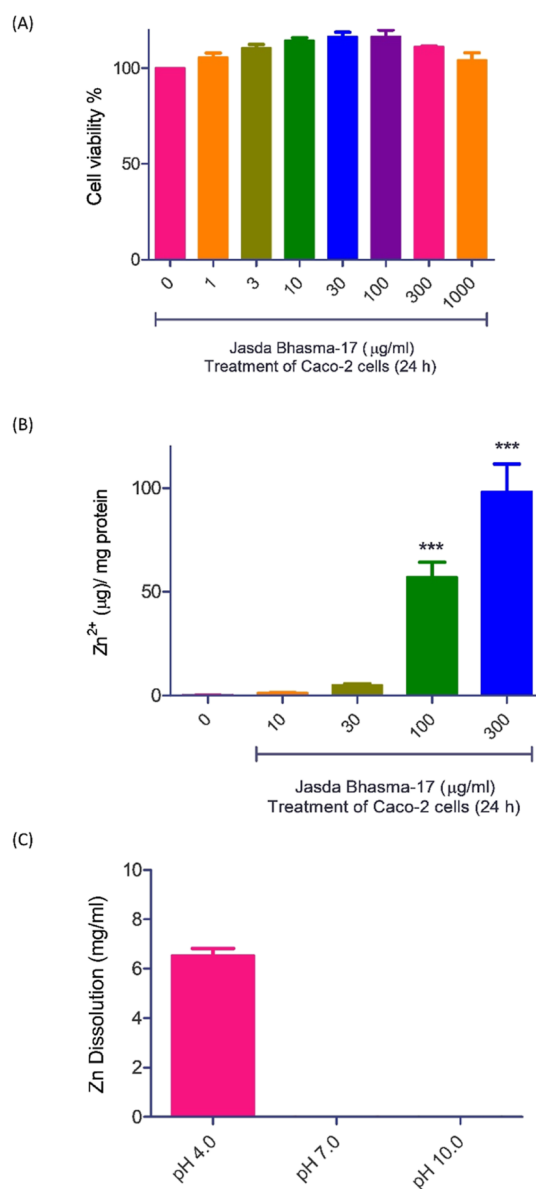 (A)
Cell viability %
100
50
0
0 1 3 10 30 100 300 1000
Jasda Bhasma-17 (μg/ml)
Treatment of Caco-2 cells (24 h)
(B)
Zn²⁺ (μg)/ mg protein
100
50
0
***
***
0 10 30 100 300
Jasda Bhasma-17 (μg/ml)
Treatment of Caco-2 cells (24 h)
(C)
Zn Dissolution (mg/ml)
10
8
6
4
2
0
pH 4.0 pH 7.0 pH 10.0